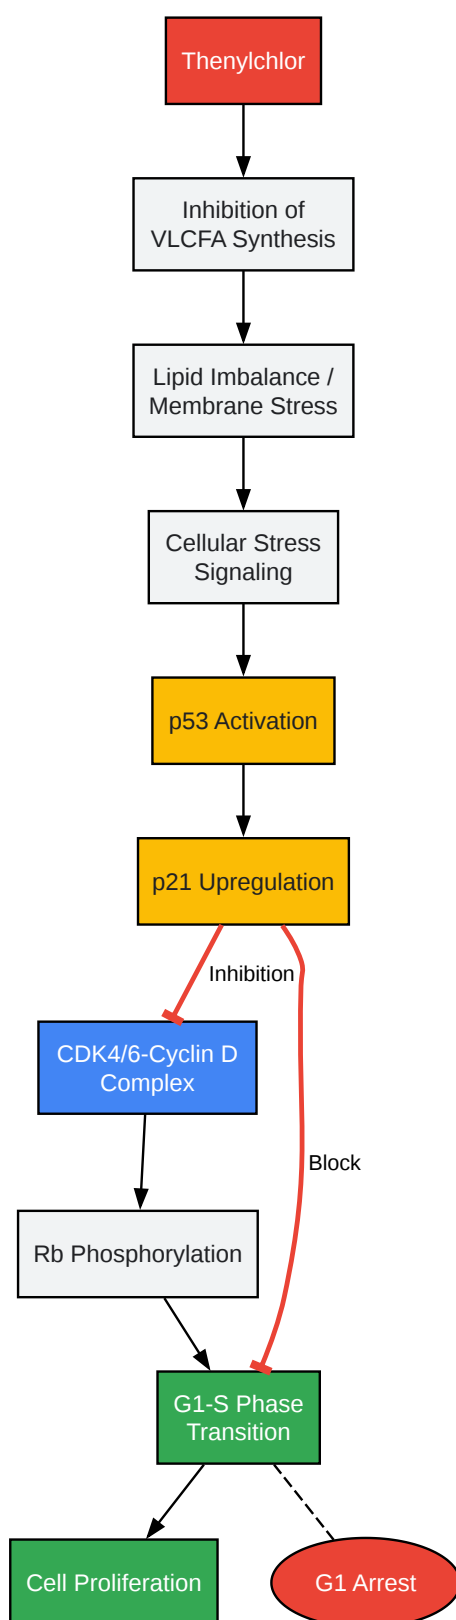 Thenylchlor
Inhibition of
VLCFA Synthesis
Lipid Imbalance /
Membrane Stress
Cellular Stress
Signaling
p53 Activation
p21 Upregulation
Inhibition
CDK4/6-Cyclin D
Complex
Block
Rb Phosphorylation
G1-S Phase
Transition
Cell Proliferation
G1 Arrest